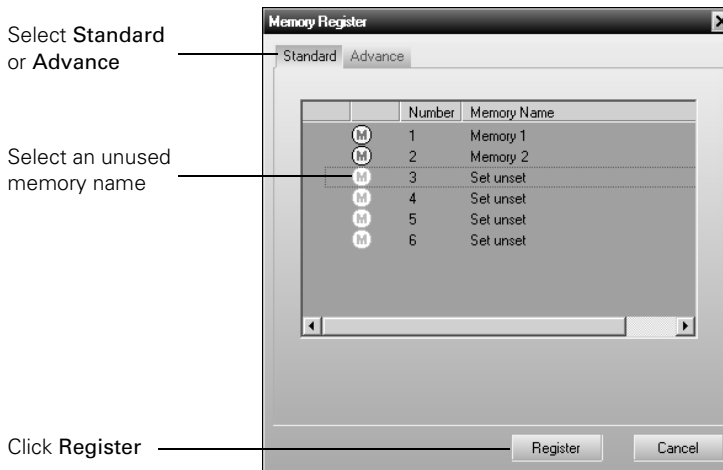 Memory Register
Select Standard
or Advance
Standard Advance
Number Memory Name
M 1 Memory 1
M 2 Memory 2
Select an unused
memory name
M 3 Set unset
M 4 Set unset
M 5 Set unset
M 6 Set unset
Click Register
Register Cancel